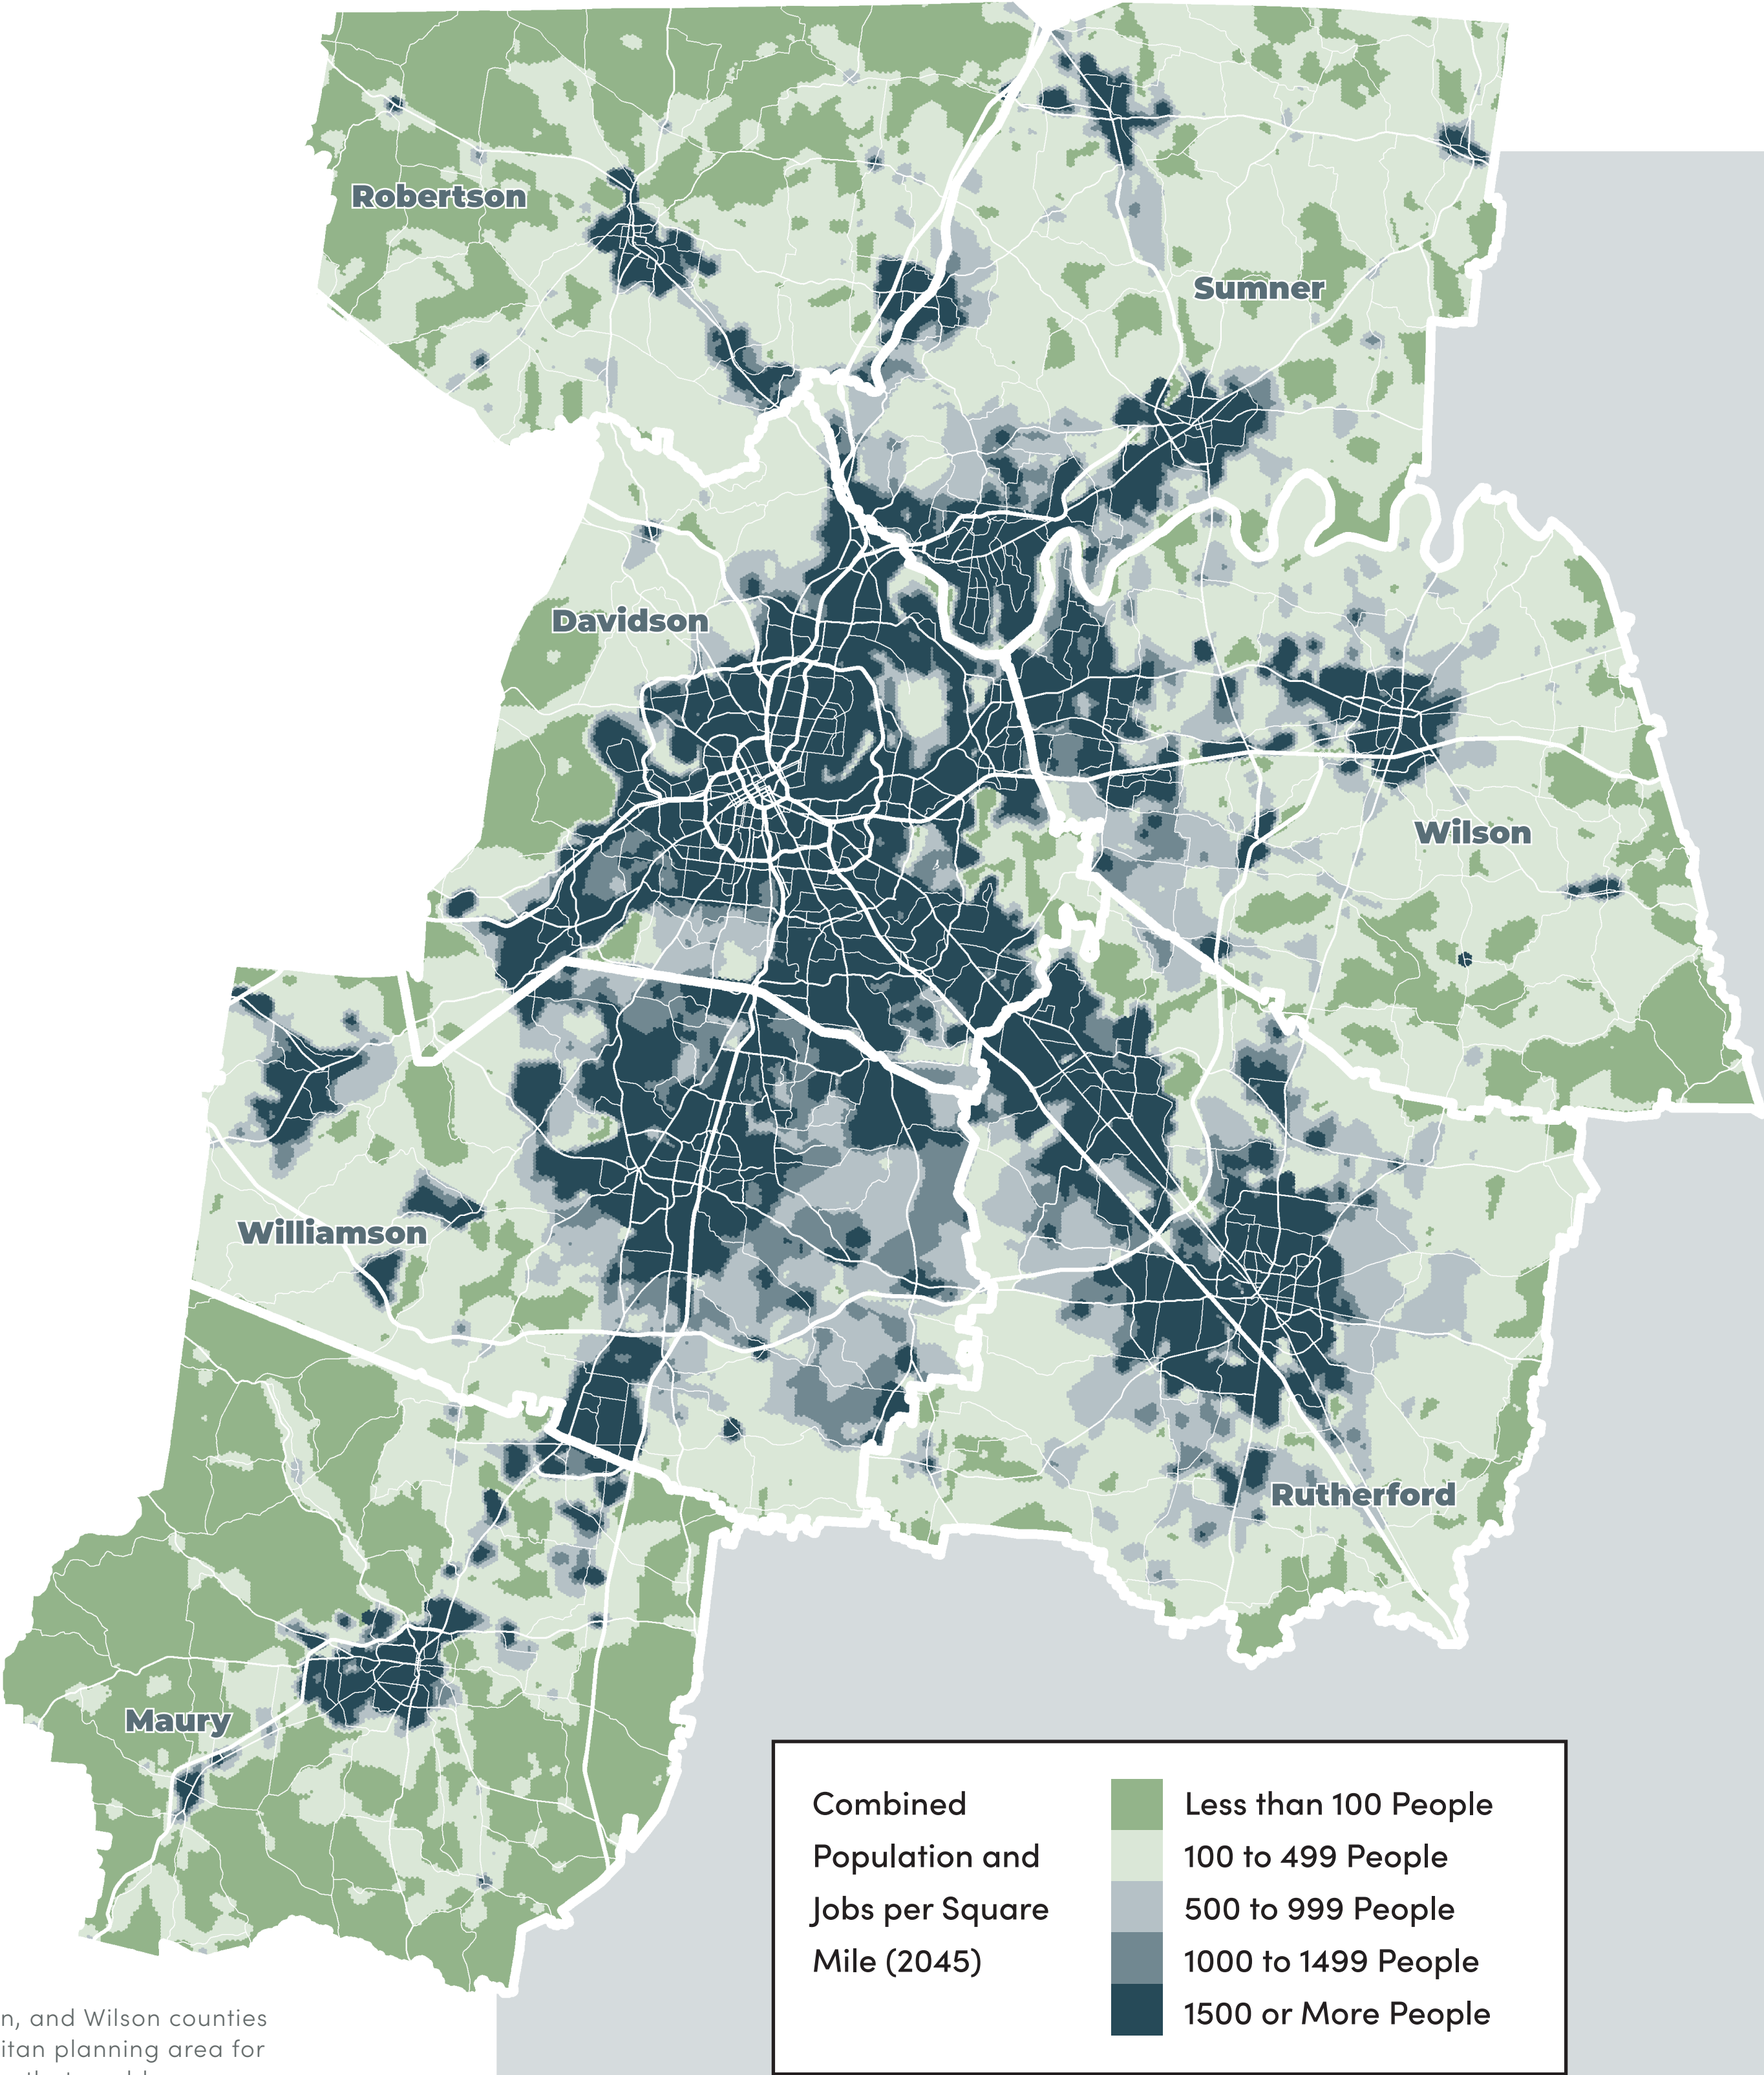 Robertson
Sumner
Davidson
Wilson
Williamson
Rutherford
Maury
Combined
Population and
Jobs per Square
Mile (2045)
Less than 100 People
100 to 499 People
500 to 999 People
1000 to 1499 People
1500 or More People
n, and Wilson counties
itan planning area for